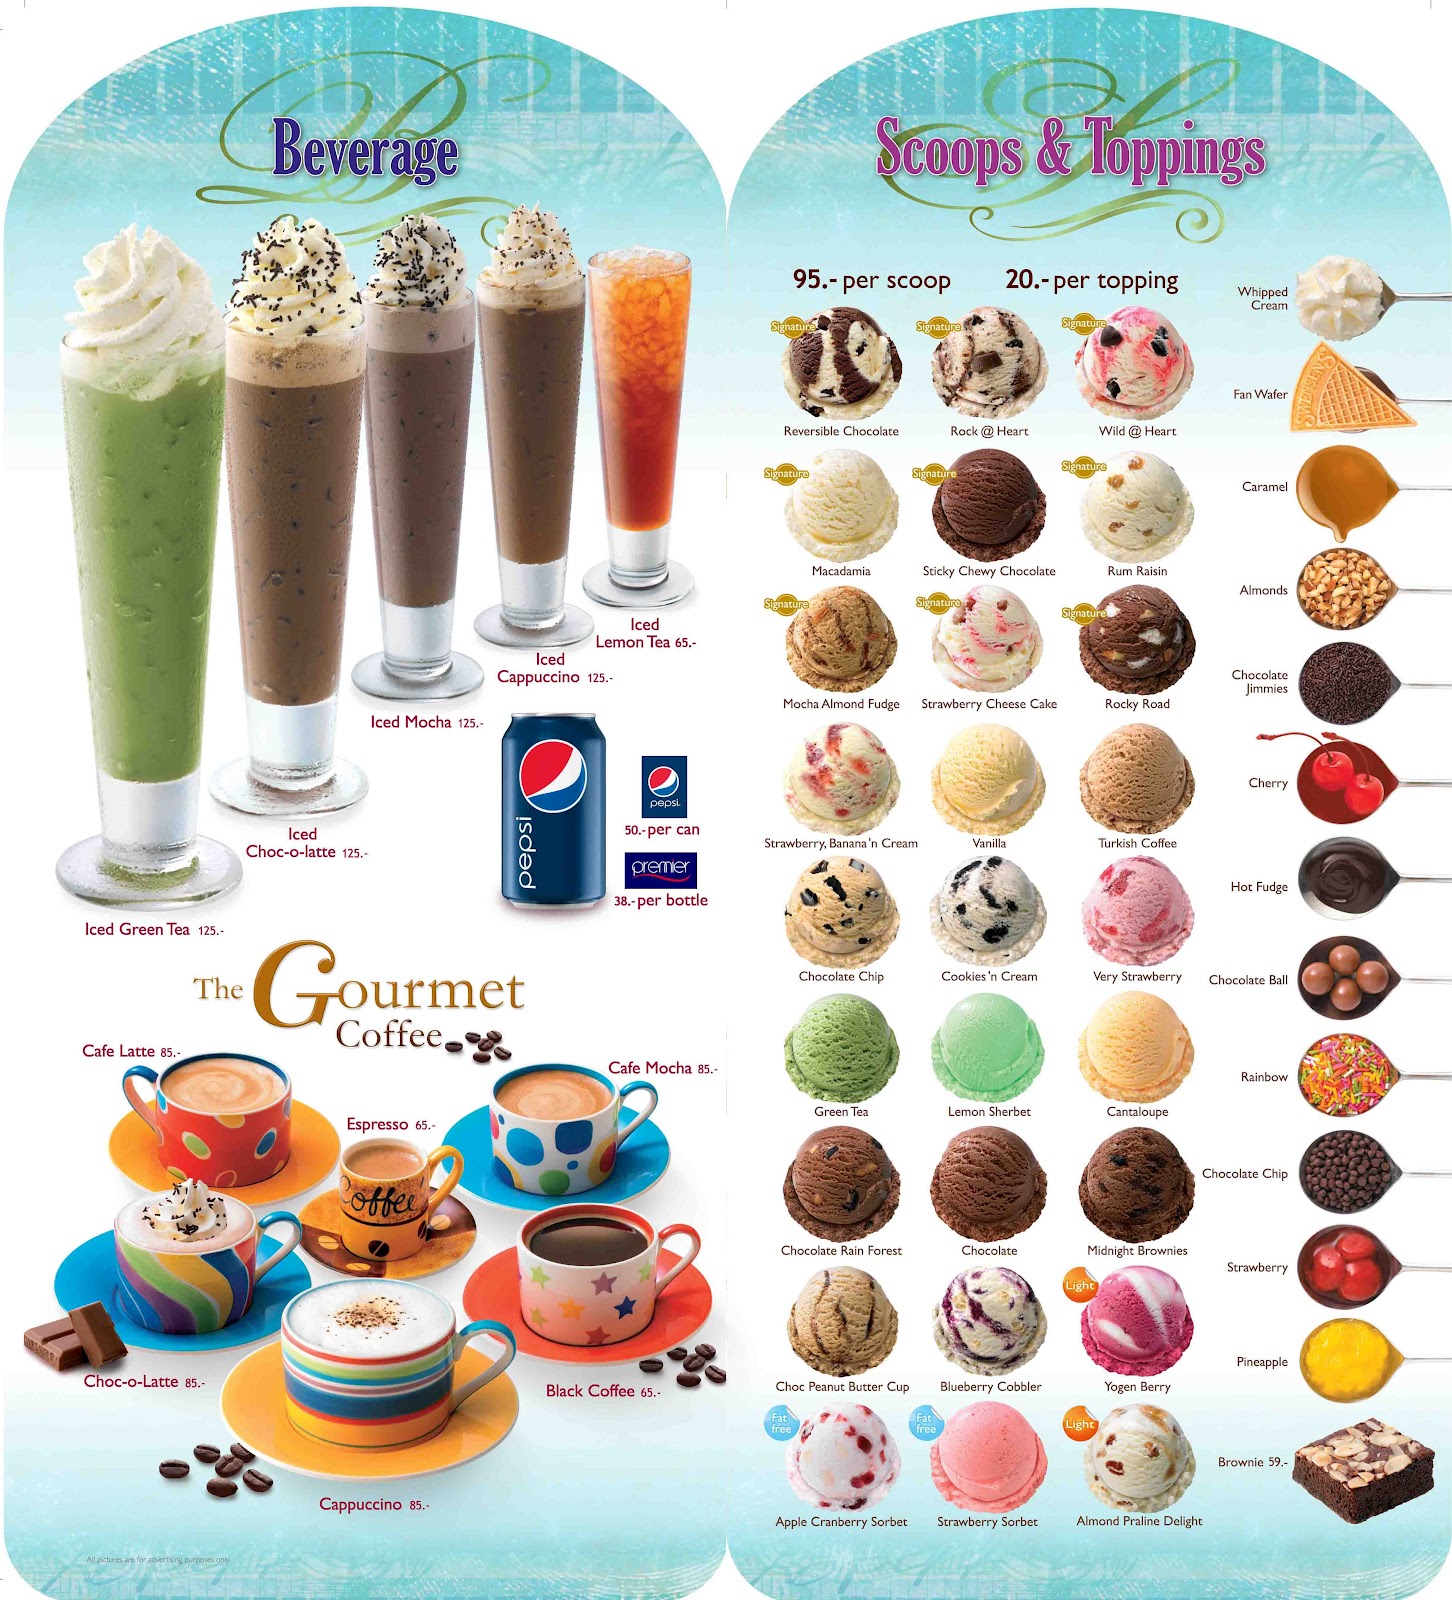 Beverage
Iced
Lemon Tea 65.-
Iced
Cappuccino 125.-
Iced Mocha 125.-
Iced
Choc-o-latte 125.-
Iced Green Tea 125.-
pepsi
pepsi
50.-per can
premier
38.-per bottle
The Gourmet
Coffee
Cafe Latte 85.-
Cafe Mocha 85.-
Espresso 65.-
Coffee
Choc-o-Latte 85.-
Black Coffee 65.-
Cappuccino 85.-
All pictures are for advertising purposes only.
Scoops & Toppings
95.- per scoop
20.- per topping
Signature
Signature
Signature
Reversible Chocolate
Rock @ Heart
Wild @ Heart
Signature
Signature
Signature
Macadamia
Sticky Chewy Chocolate
Rum Raisin
Signature
Signature
Signature
Mocha Almond Fudge
Strawberry Cheese Cake
Rocky Road
Strawberry, Banana 'n Cream
Vanilla
Turkish Coffee
Chocolate Chip
Cookies 'n Cream
Very Strawberry
Green Tea
Lemon Sherbet
Cantaloupe
Chocolate Rain Forest
Chocolate
Midnight Brownies
Light
Choc Peanut Butter Cup
Blueberry Cobbler
Yogen Berry
Fat
free
Fat
free
Light
Apple Cranberry Sorbet
Strawberry Sorbet
Almond Praline Delight
Whipped
Cream
Fan Wafer
SWENSEN'S
Caramel
Almonds
Chocolate
Jimmies
Cherry
Hot Fudge
Chocolate Ball
Rainbow
Chocolate Chip
Strawberry
Pineapple
Brownie 59.-